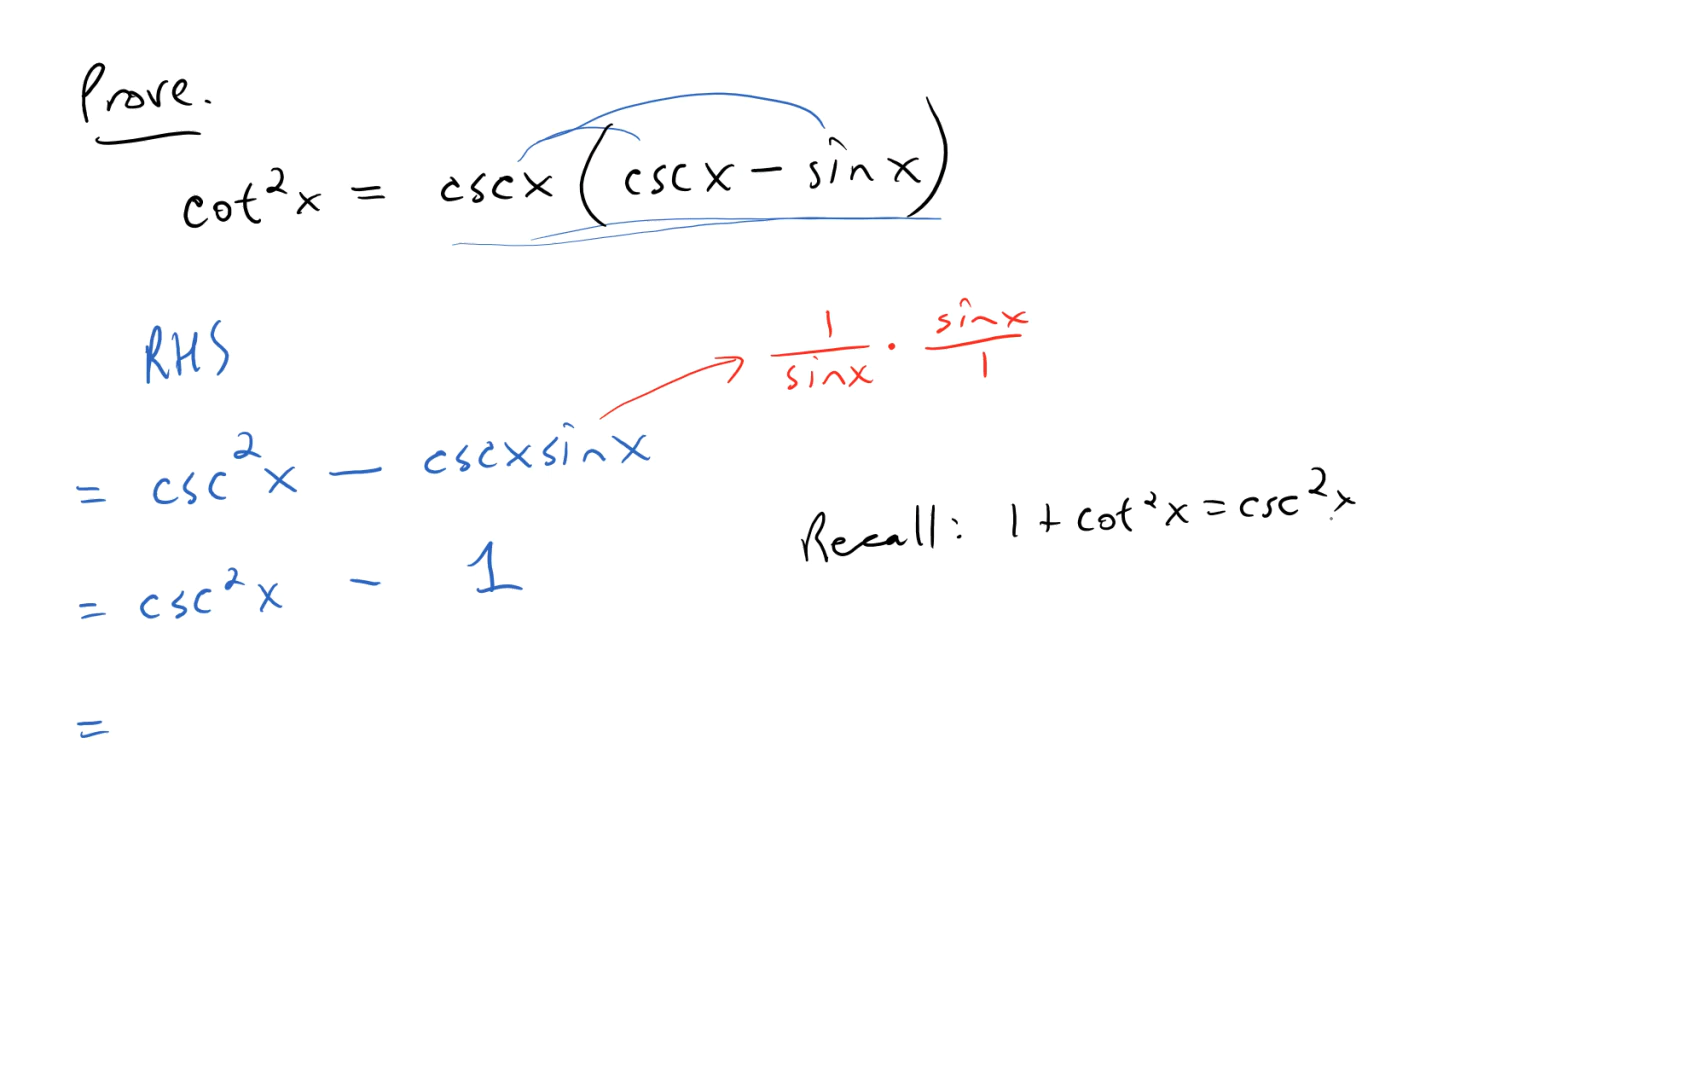 Prove.
cot²x = cscx (cscx - sinx)
RHS
1/sinx · sinx/1
= csc²x - cscxsinx
Recall: 1 + cot²x = csc²x
= csc²x - 1
=